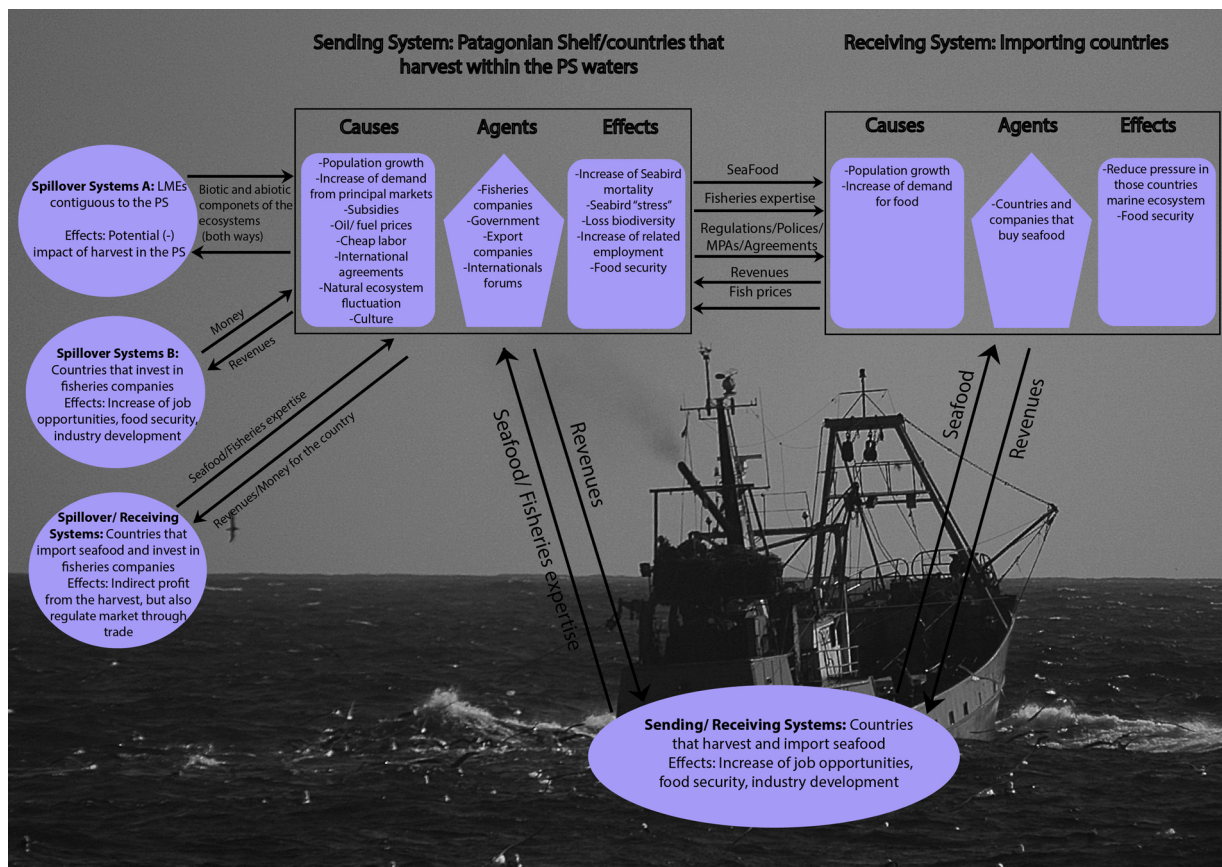 Sending System: Patagonian Shelf/countries that
harvest within the PS waters
Receiving System: Importing countries
Causes
Agents
Effects
-Population growth
-Increase of demand
from principal markets
-Subsidies
-Oil/ fuel prices
-Cheap labor
-International
agreements
-Natural ecosystem
fluctuation
-Culture
-Fisheries
companies
-Government
-Export
companies
-Internationals
forums
-Increase of Seabird
mortality
-Seabird “stress”
-Loss biodiversity
-Increase of related
employment
-Food security
SeaFood
Fisheries expertise
Regulations/Polices/
MPAs/Agreements
Revenues
Fish prices
Causes
Agents
Effects
-Population growth
-Increase of demand
for food
-Countries and
companies that
buy seafood
-Reduce pressure in
those countries
marine ecosystem
-Food security
Spillover Systems A: LMEs
contiguous to the PS
Effects: Potential (-)
impact of harvest in the PS
Biotic and abiotic
componets of the
ecosystems
(both ways)
Spillover Systems B:
Countries that invest in
fisheries companies
Effects: Increase of job
opportunities, food security,
industry development
Money
Revenues
Spillover/ Receiving
Systems: Countries that
import seafood and invest in
fisheries companies
Effects: Indirect profit
from the harvest, but also
regulate market through
trade
Seafood/Fisheries expertise
Revenues/Money for the country
Seafood/ Fisheries expertise
Revenues
Seafood
Revenues
Sending/ Receiving Systems: Countries
that harvest and import seafood
Effects: Increase of job opportunities,
food security, industry development